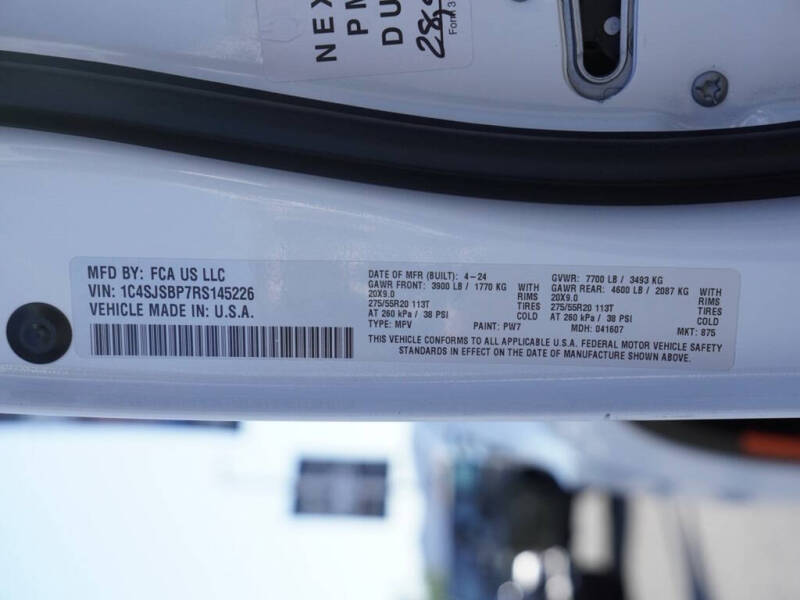 NEX
PM
DU
28,
Form 3
MFD BY: FCA US LLC
VIN: 1C4SJSBP7RS145226
VEHICLE MADE IN: U.S.A.
DATE OF MFR (BUILT): 4-24
GAWR FRONT: 3900 LB / 1770 KG WITH
20X9.0 RIMS
275/55R20 113T TIRES
AT 260 kPa / 38 PSI COLD
TYPE: MPV PAINT: PW7
GVWR: 7700 LB / 3493 KG
GAWR REAR: 4600 LB / 2087 KG WITH
20X9.0 RIMS
275/55R20 113T TIRES
AT 260 kPa / 38 PSI COLD
MDH: 041607 MKT: 875
THIS VEHICLE CONFORMS TO ALL APPLICABLE U.S.A. FEDERAL MOTOR VEHICLE SAFETY
STANDARDS IN EFFECT ON THE DATE OF MANUFACTURE SHOWN ABOVE.